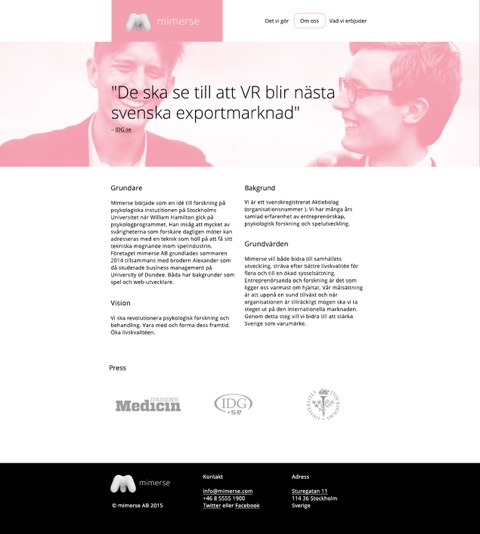 mimerse
Det vi gör
Om oss
Vad vi erbjuder
"De ska se till att VR blir nästa
svenska exportmarknad"
- IDG.se
Grundare
Mimerse började som en idé till forskning på
psykologiska institutionen på Stockholms
Universitet när William Hamilton gick på
psykologprogrammet. Han insåg att mycket av
svårigheterna som forskare dagligen möter kan
adresseras med en teknik som höll på att få sitt
tekniska mognande inom spelindustrin.
Företaget mimerse AB grundlades sommaren
2014 tillsammans med brodern Alexander som
då studerade business management på
University of Dundee. Båda har bakgrunder som
spel och web-utvecklare.
Vision
Vi ska revolutionera psykologisk forskning och
behandling. Vara med och forma dess framtid.
Öka livskvalitéen.
Bakgrund
Vi är ett svenskregistrerat Aktiebolag
(organisationsnummer ). Vi har många års
samlad erfarenhet av entreprenörskap,
psykologisk forskning och spelutveckling.
Grundvärden
Mimerse vill både bidra till samhällets
utveckling, sträva efter bättre livskvalitée för
flera och till en ökad sysselsättning.
Entreprenörsanda och forskning är det som
ligger oss varmast om hjärtat. Vår målsättning
är att uppnå en sund tillväxt och när
organisationen är tillräckligt mogen ska vi ta
steget ut på den internationella marknaden.
Genom detta steg vill vi bidra till att stärka
Sverige som varumärke.
Press
DAGENS
Medicin
IDG
.se
mimerse
© mimerse AB 2015
Kontakt
info@mimerse.com
+46 8 5555 1900
Twitter eller Facebook
Adress
Sturegatan 11
114 36 Stockholm
Sverige